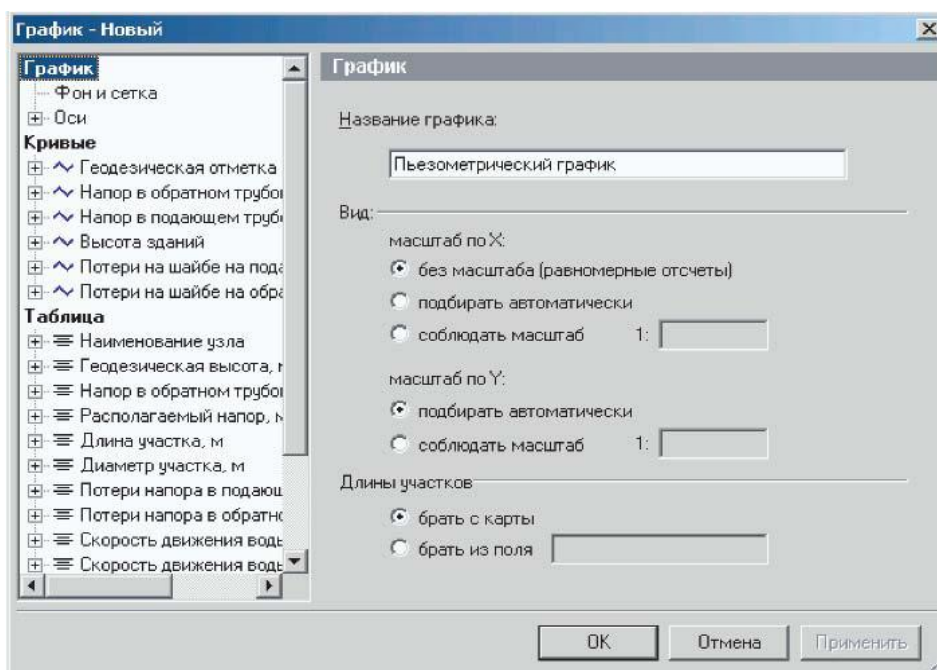 График - Новый
График
Фон и сетка
Оси
Кривые
Геодезическая отметка
Напор в обратном трубо
Напор в подающем труб
Высота зданий
Потери на шайбе на пода
Потери на шайбе на обра
Таблица
Наименование узла
Геодезическая высота,
Напор в обратном трубо
Располагаемый напор, м
Длина участка, м
Диаметр участка, м
Потери напора в подающ
Потери напора в обратно
Скорость движения воды
Скорость движения воды
График
Название графика:
Пьезометрический график
Вид:
масштаб по X:
без масштаба (равномерные отсчеты)
подбирать автоматически
соблюдать масштаб 1:
масштаб по Y:
подбирать автоматически
соблюдать масштаб 1:
Длины участков
брать с карты
брать из поля
OK Отмена Применить